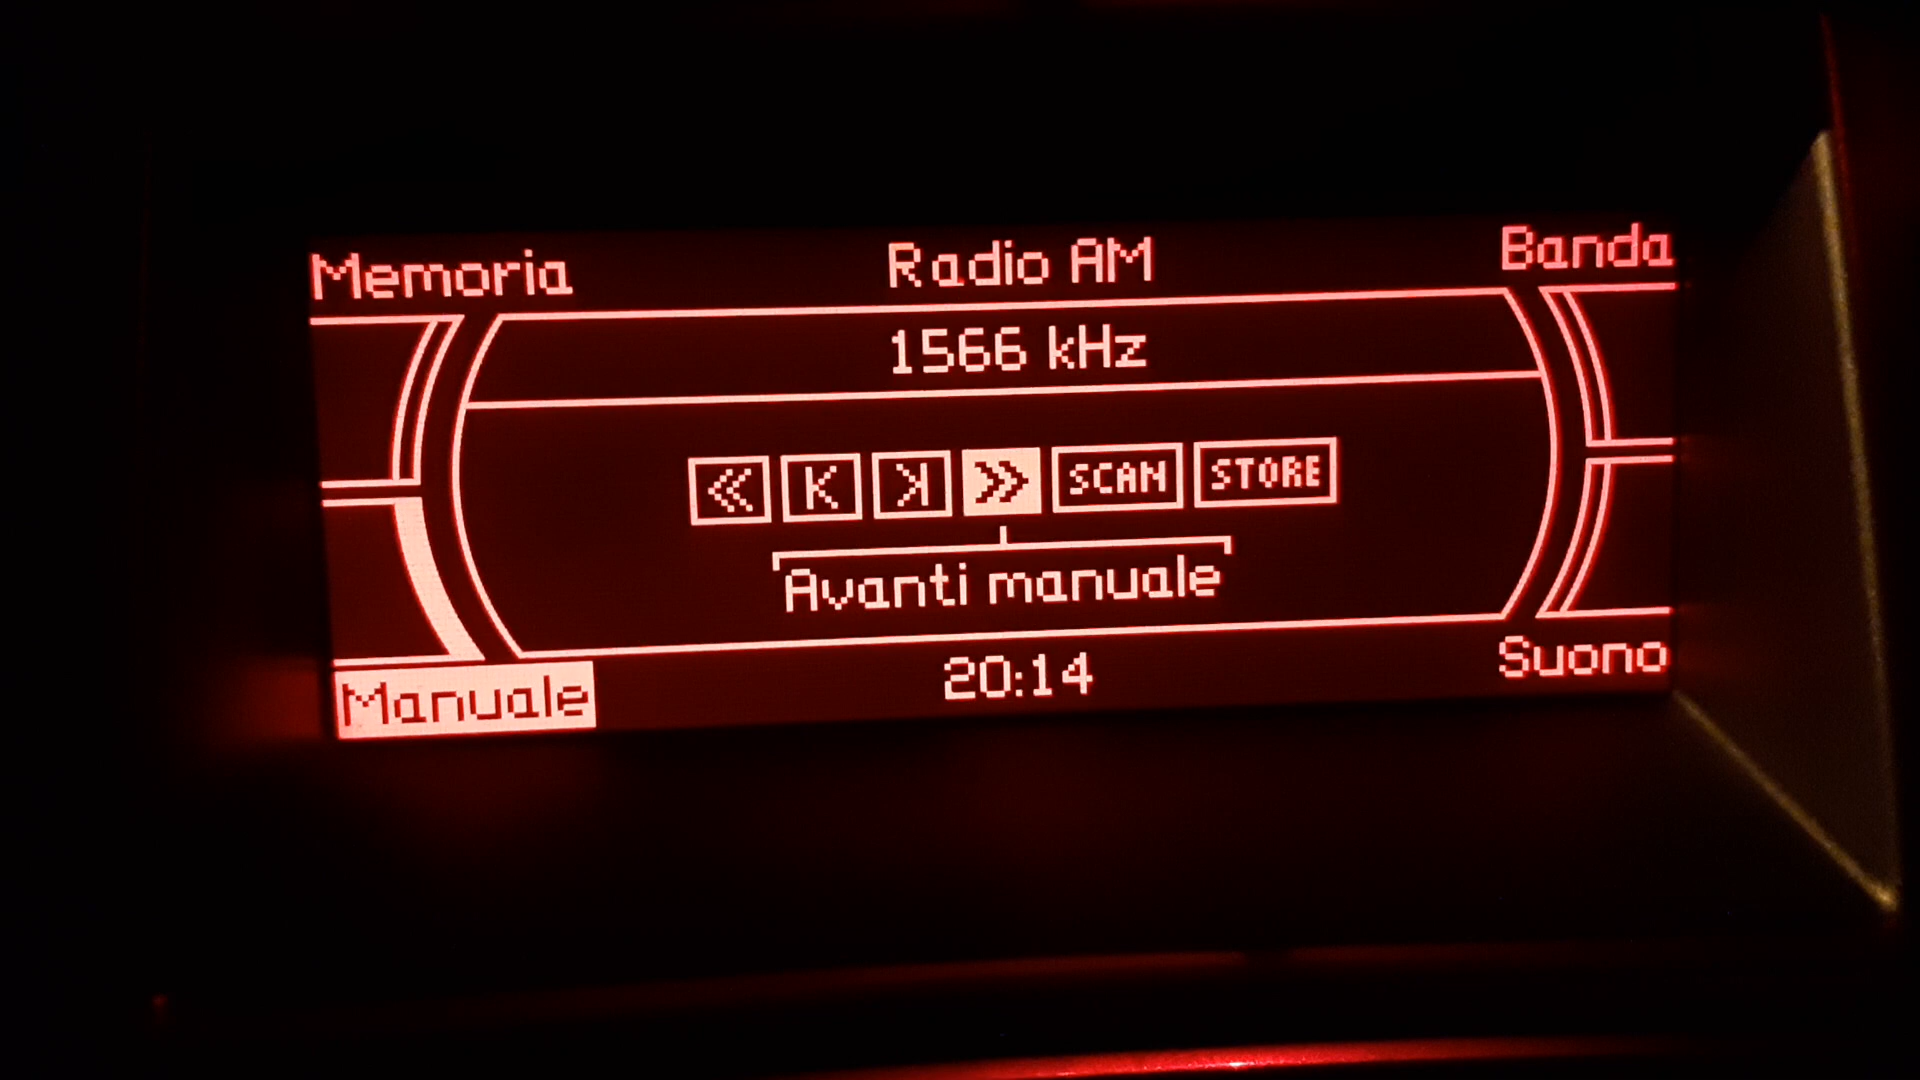 Memoria Radio AM Banda
1566 kHz
SCAN STORE
Avanti manuale
Manuale 20:14 Suono